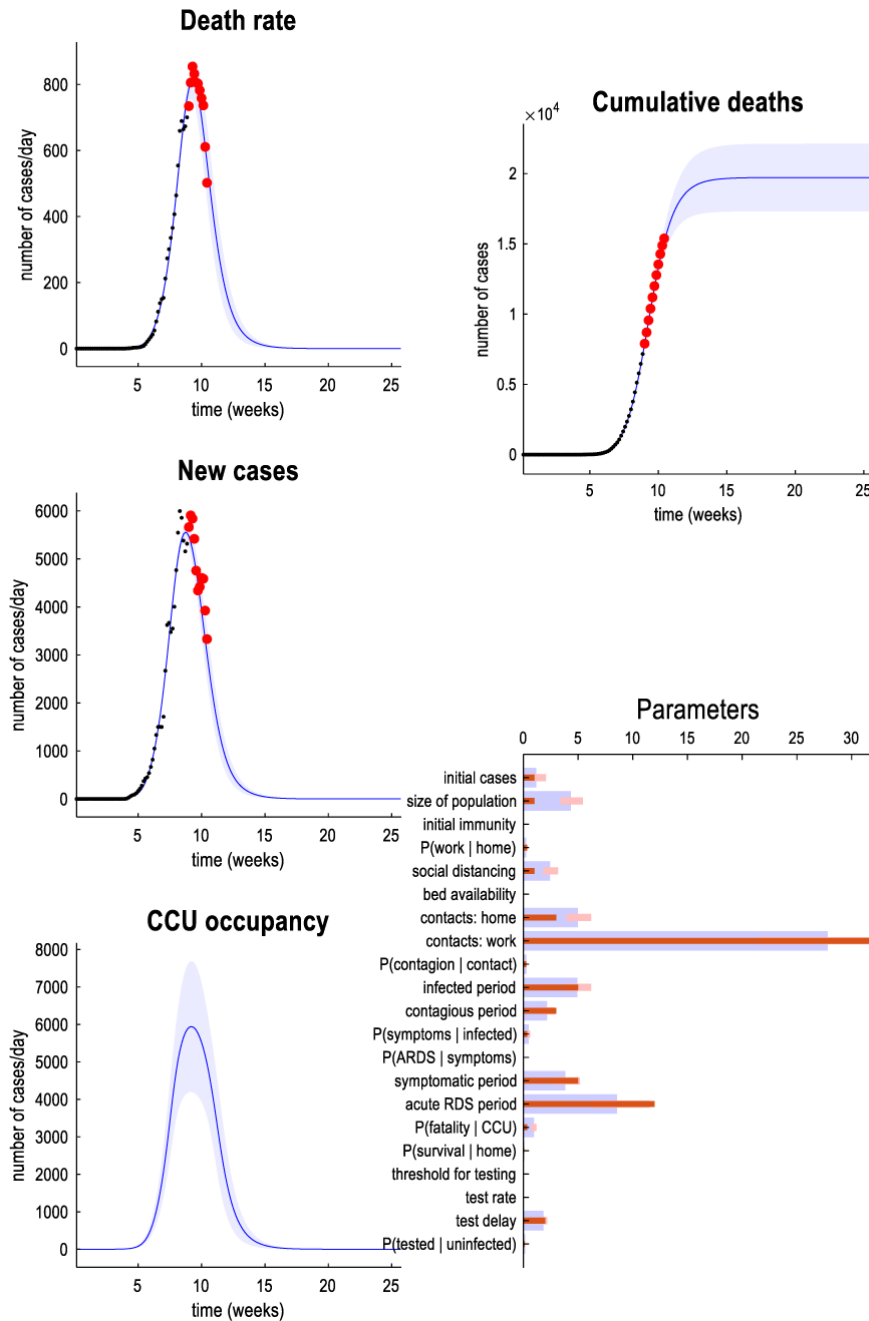 Death rate
number of cases/day
800
600
400
200
0
5 10 15 20 25
time (weeks)
Cumulative deaths
×10⁴
number of cases
2
1.5
1
0.5
0
5 10 15 20 25
time (weeks)
New cases
number of cases/day
6000
5000
4000
3000
2000
1000
0
5 10 15 20 25
time (weeks)
CCU occupancy
number of cases/day
8000
7000
6000
5000
4000
3000
2000
1000
0
5 10 15 20 25
time (weeks)
Parameters
0 5 10 15 20 25 30
initial cases
size of population
initial immunity
P(work | home)
social distancing
bed availability
contacts: home
contacts: work
P(contagion | contact)
infected period
contagious period
P(symptoms | infected)
P(ARDS | symptoms)
symptomatic period
acute RDS period
P(fatality | CCU)
P(survival | home)
threshold for testing
test rate
test delay
P(tested | uninfected)